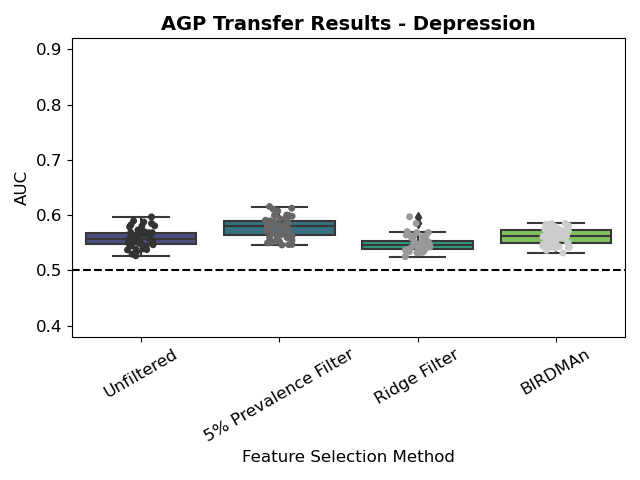 AGP Transfer Results - Depression
AUC
0.9
0.8
0.7
0.6
0.5
0.4
Unfiltered
5% Prevalence Filter
Ridge Filter
BIRDMAn
Feature Selection Method